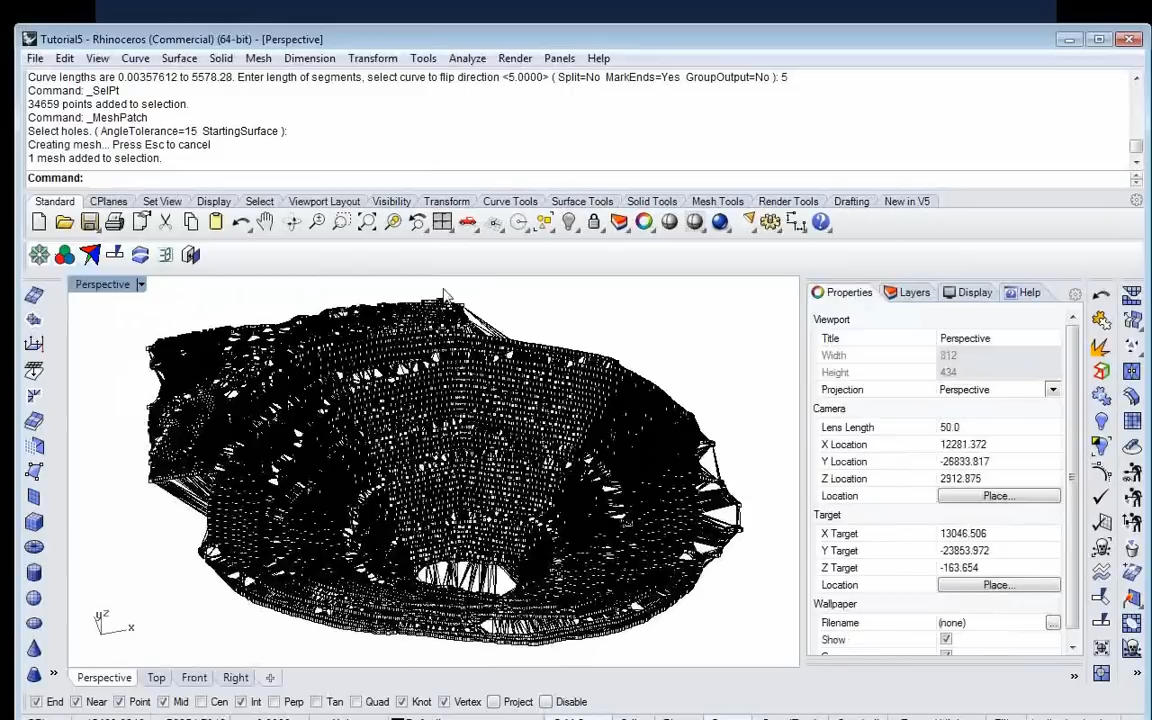 Tutorial5 - Rhinoceros (Commercial) (64-bit) - [Perspective]
File Edit View Curve Surface Solid Mesh Dimension Transform Tools Analyze Render Panels Help
Curve lengths are 0.00357612 to 5578.28. Enter length of segments, select curve to flip direction <5.0000> ( Split=No MarkEnds=Yes GroupOutput=No ): 5
Command: _SelPt
34659 points added to selection.
Command: _MeshPatch
Select holes. ( AngleTolerance=15 StartingSurface ):
Creating mesh... Press Esc to cancel
1 mesh added to selection.
Command:
Standard CPlanes Set View Display Select Viewport Layout Visibility Transform Curve Tools Surface Tools Solid Tools Mesh Tools Render Tools Drafting New in V5
Perspective
Properties Layers Display Help
Viewport
Title Perspective
Width 812
Height 434
Projection Perspective
Camera
Lens Length 50.0
X Location 12281.372
Y Location -26833.817
Z Location 2912.875
Location Place...
Target
X Target 13046.506
Y Target -23853.972
Z Target -163.654
Location Place...
Wallpaper
Filename (none) ...
Show
z y x
Perspective Top Front Right
End Near Point Mid Cen Int Perp Tan Quad Knot Vertex Project Disable